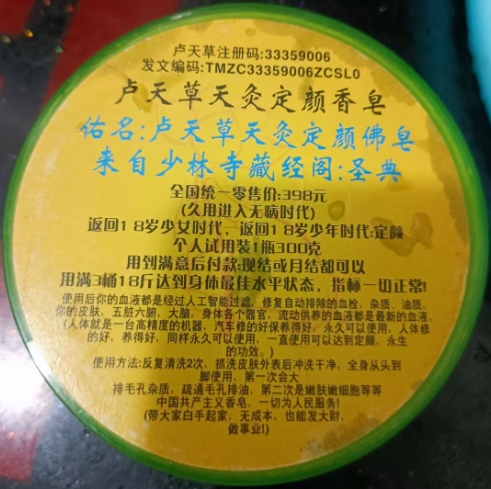 卢天草注册码:33359006
发文编码:TMZC33359006ZCSL0
卢天草天灸定颜香皂
佑名:卢天草天灸定颜佛皂
来自少林寺藏经阁:圣典
全国统一零售价:398元
(久用进入无病时代)
返回18岁少女时代，返回18岁少年时代:定颜
个人试用装1瓶300克
用到满意后付款:现结或月结都可以
用满3桶18斤达到身体最佳水平状态，指标一切正常!
使用后你的血液都是经过人工智能过滤，修复自动排除的血栓，杂质，油质。
你的皮肤，五脏六腑，大脑，身体各个器官，流动供养的血液都是最新的血液。
(人体就是一台高精度的机器，汽车修的好保养得好，永久可以使用，人体修
的好，养得好，同样永久可以使用，一直使用可以达到定颜，永生
的功效。)
使用方法:反复清洗2次，抓洗皮肤外表后冲洗干净，全身从头到
脚使用，第一次会大
排毛孔杂质，疏通毛孔排油，第二次是嫩肤嫩细胞等等
中国共产主义香皂，一切为人民服务!
(带大家白手起家，无成本，也能发大财，
做事业!)